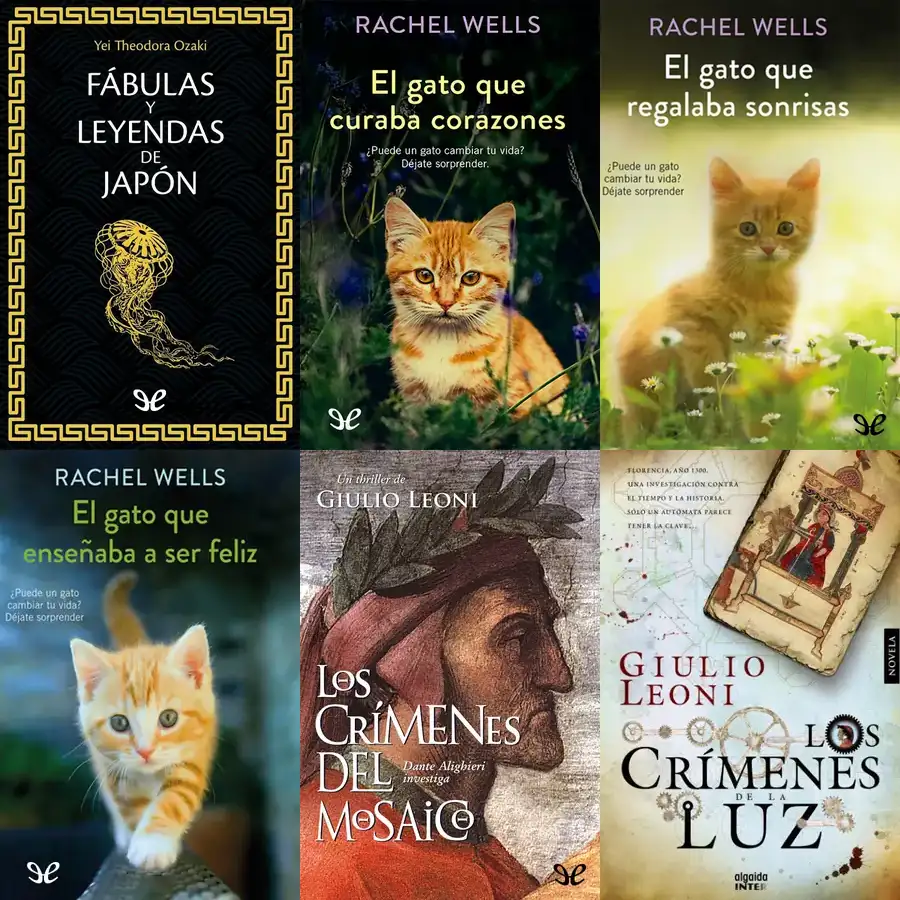 Yei Theodora Ozaki
FÁBULAS
Y
LEYENDAS
DE
JAPÓN
RACHEL WELLS
El gato que
curaba corazones
¿Puede un gato cambiar tu vida?
Déjate sorprender.
RACHEL WELLS
El gato que
regalaba sonrisas
¿Puede un gato
cambiar tu vida?
Déjate sorprender
RACHEL WELLS
El gato que
enseñaba a ser feliz
¿Puede un gato
cambiar tu vida?
Déjate sorprender
Un thriller de
GIULIO LEONI
LOS
CRÍMENES
DEL
MOSAICO
Dante Alighieri
investiga
FLORENCIA, AÑO 1300.
UNA INVESTIGACIÓN CONTRA
EL TIEMPO Y LA HISTORIA.
SÓLO UN AUTÓMATA PARECE
TENER LA CLAVE...
GIULIO
LEONI
NOVELA
LOS
CRÍMENES
DE LA
LUZ
algaida
INTER